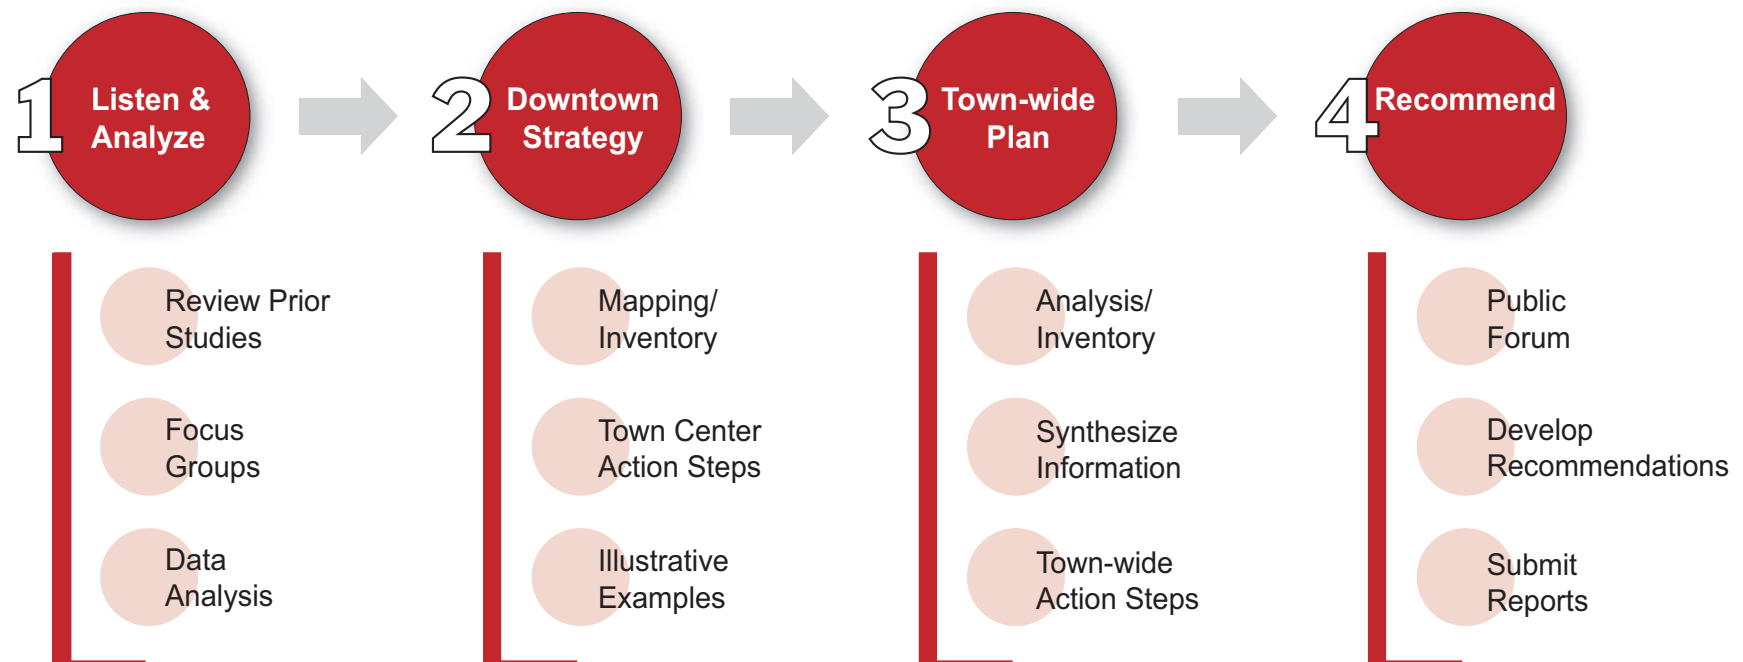 1
Listen &
Analyze
2
Downtown
Strategy
3
Town-wide
Plan
4
Recommend
Review Prior
Studies
Focus
Groups
Data
Analysis
Mapping/
Inventory
Town Center
Action Steps
Illustrative
Examples
Analysis/
Inventory
Synthesize
Information
Town-wide
Action Steps
Public
Forum
Develop
Recommendations
Submit
Reports